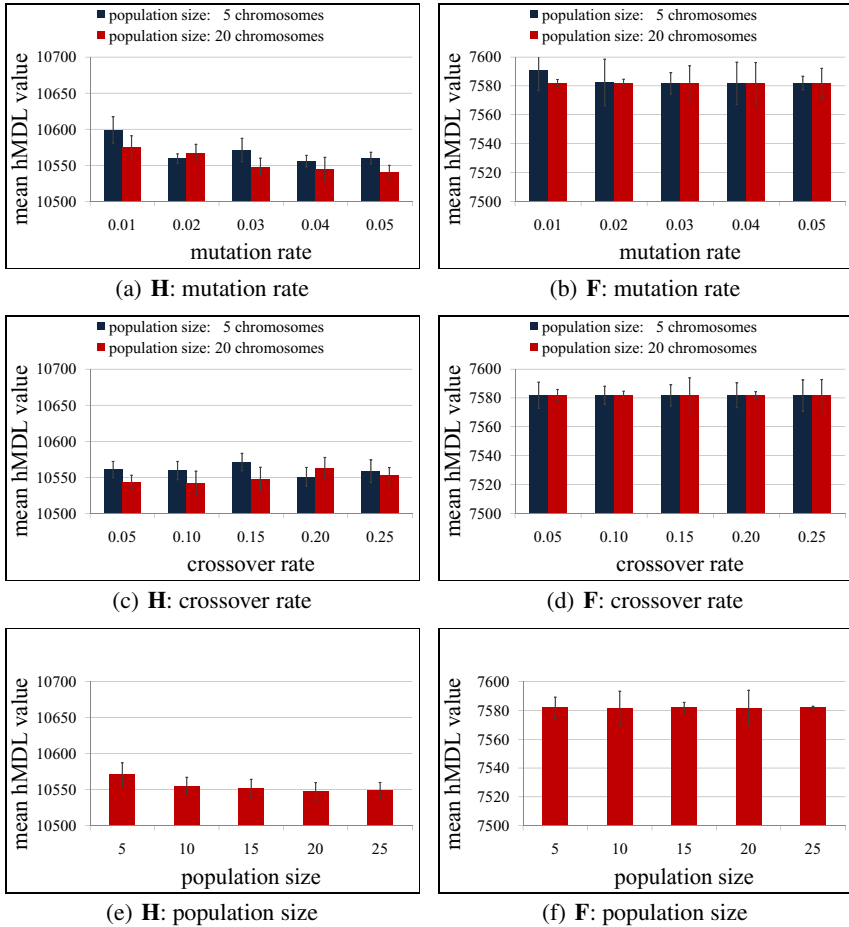 population size:   5 chromosomes
population size: 20 chromosomes
mean hMDL value
10700
10650
10600
10550
10500
0.01 0.02 0.03 0.04 0.05
mutation rate
(a) H: mutation rate
population size:   5 chromosomes
population size: 20 chromosomes
mean hMDL value
7600
7580
7560
7540
7520
7500
0.01 0.02 0.03 0.04 0.05
mutation rate
(b) F: mutation rate
population size:   5 chromosomes
population size: 20 chromosomes
mean hMDL value
10700
10650
10600
10550
10500
0.05 0.10 0.15 0.20 0.25
crossover rate
(c) H: crossover rate
population size:   5 chromosomes
population size: 20 chromosomes
mean hMDL value
7600
7580
7560
7540
7520
7500
0.05 0.10 0.15 0.20 0.25
crossover rate
(d) F: crossover rate
mean hMDL value
10700
10650
10600
10550
10500
5 10 15 20 25
population size
(e) H: population size
mean hMDL value
7600
7580
7560
7540
7520
7500
5 10 15 20 25
population size
(f) F: population size